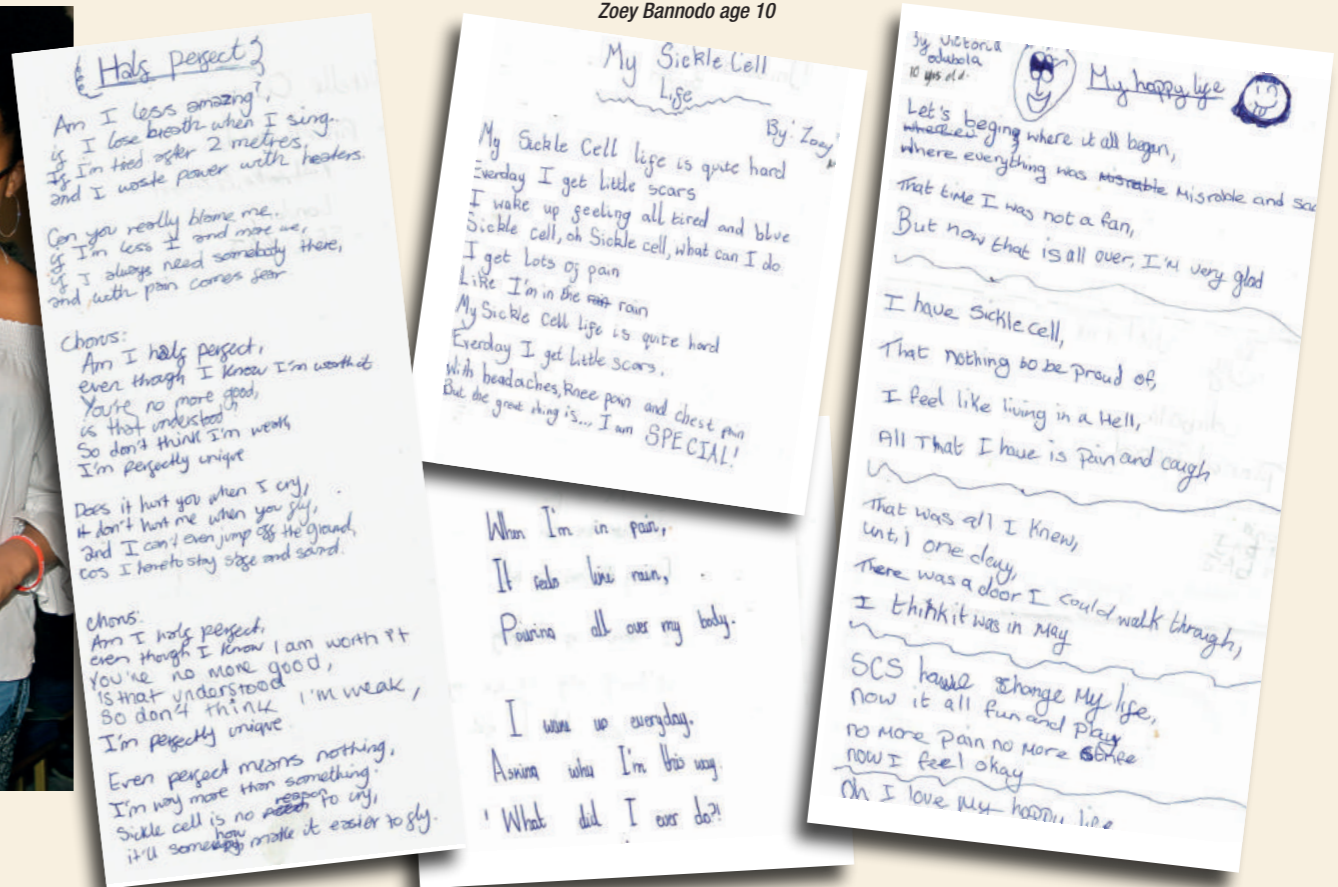 Zoey Bannodo age 10
Half perfect?
Am I less amazing?,
if I lose breath when I sing..
If I'm tied after 2 metres,
and I waste power with heaters.
Can you really blame me..
if I'm less I and more we,
if I always need somebody there,
and with pain comes fear
Chorus:
Am I half perfect,
even though I know I'm worth it
You're no more good,
is that understood
So don't think I'm weak,
I'm perfectly unique
Does it hurt you when I cry,
it don't hurt me when you fly,
and I can't even jump off the ground,
cos I have to stay safe and sound.
chorus:
Am I half perfect,
even though I know I am worth it
You're no more good,
is that understood
so don't think I'm weak,
I'm perfectly unique
Even perfect means nothing,
I'm way more than something.
Sickle cell is no reason to cry,
it'll somehow make it easier to fly.
My Sickle Cell
Life
By: Zoey
My Sickle Cell life is quite hard
Everday I get little scars
I wake up feeling all tired and blue
Sickle cell, oh Sickle cell, what can I do
I get lots of pain
Like I'm in the rain
My Sickle Cell life is quite hard
Everday I get little scars.
With headaches, knee pain and chest pain
But the great thing is... I am SPECIAL!
When I'm in pain,
It feels like rain,
Pouring all over my body.
I wake up everyday.
Asking why I'm this way.
'What did I ever do?!
By Victoria
odubola
10 yrs old.
My happy life
Let's begin where it all began,
where everything was Misrable and sad
That time I was not a fan,
But now that is all over, I'M very glad
I have Sickle cell,
That Nothing to be proud of,
I feel like living in a Hell,
All That I have is Pain and cough
That was all I knew,
until one day,
There was a door I could walk through,
I think it was in May
SCS have change My life,
now it all fun and Play
no More Pain no More Strife
now I feel okay
Oh I love My happy life